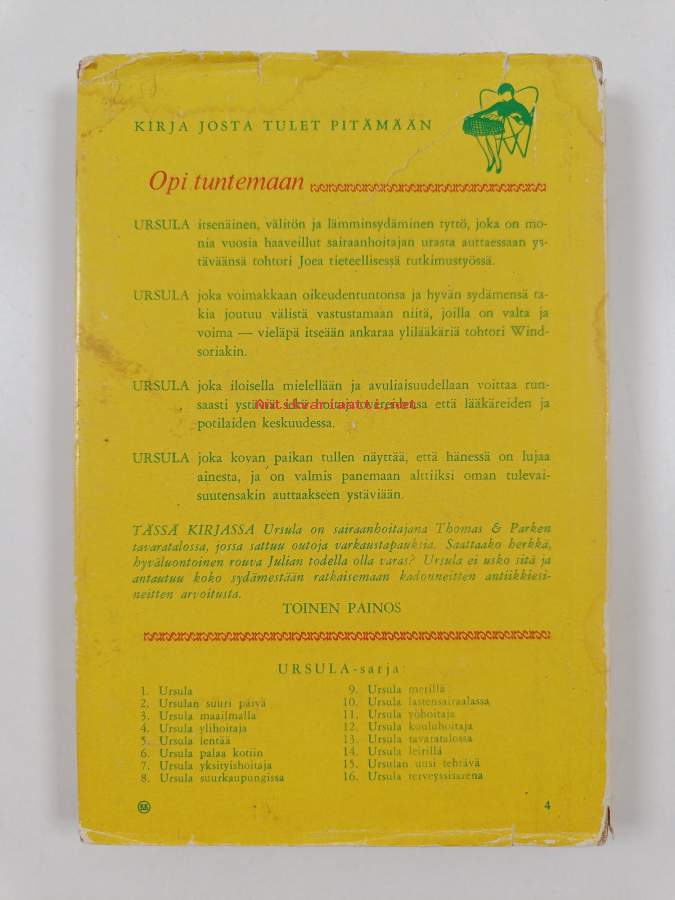 KIRJA JOSTA TULET PITÄMÄÄN
Opi tuntemaan
URSULA itsenäinen, välitön ja lämminsydäminen tyttö, joka on mo-
nia vuosia haaveillut sairaanhoitajan urasta auttaessaan ys-
täväänsä tohtori Joea tieteellisessä tutkimustyössä.
URSULA joka voimakkaan oikeudentuntonsa ja hyvän sydämensä ta-
kia joutuu välistä vastustamaan niitä, joilla on valta ja
voima — vieläpä itseään ankaraa ylilääkäriä tohtori Wind-
soriakin.
URSULA joka iloisella mielellään ja avuliaisuudellaan voittaa run-
saasti ystäviä sekä hoitajatovereidensa että lääkäreiden ja
Antikvariaatti.net
potilaiden keskuudessa.
URSULA joka kovan paikan tullen näyttää, että hänessä on lujaa
ainesta, ja on valmis panemaan alttiiksi oman tulevai-
suutensakin auttaakseen ystäviään.
TÄSSÄ KIRJASSA Ursula on sairaanhoitajana Thomas & Parken
tavaratalossa, jossa sattuu outoja varkaustapauksia. Saattaako herkkä,
hyväluontoinen rouva Julian todella olla varas? Ursula ei usko sitä ja
antautuu koko sydämestään ratkaisemaan kadonneitten antiikkiesi-
neitten arvoitusta.
TOINEN PAINOS
URSULA-sarja
1. Ursula
2. Ursulan suuri päivä
3. Ursula maailmalla
4. Ursula ylihoitaja
5. Ursula lentää
6. Ursula palaa kotiin
7. Ursula yksityishoitaja
8. Ursula suurkaupungissa
9. Ursula merillä
10. Ursula lastensairaalassa
11. Ursula yöhoitaja
12. Ursula kouluhoitaja
13. Ursula tavaratalossa
14. Ursula leirillä
15. Ursulan uusi tehtävä
16. Ursula terveyssisarena
4